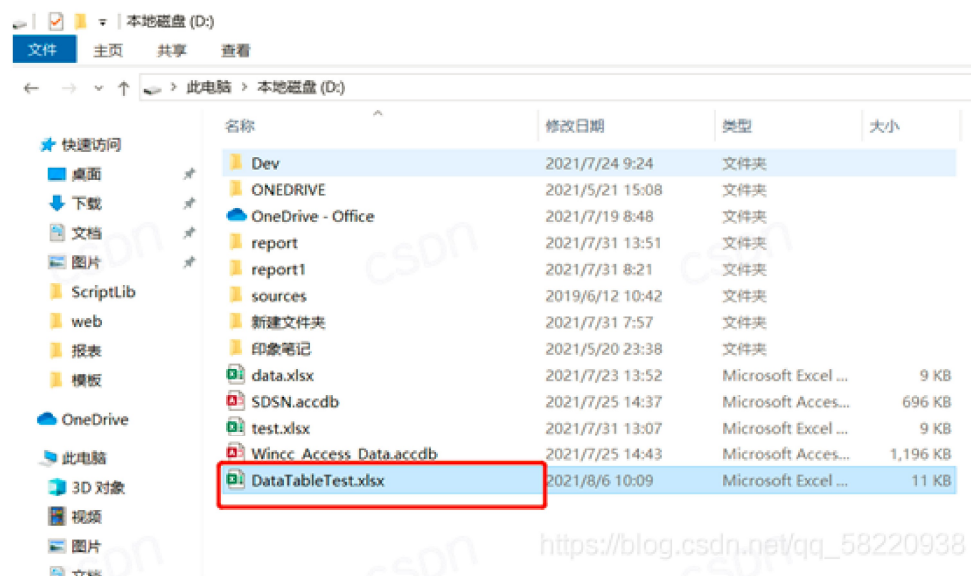 本地磁盘 (D:)
文件 主页 共享 查看
此电脑 > 本地磁盘 (D:)
名称 修改日期 类型 大小
快速访问
桌面
下载
文档
图片
ScriptLib
web
报表
模板
OneDrive
此电脑
3D 对象
视频
图片
文档
Dev 2021/7/24 9:24 文件夹
ONEDRIVE 2021/5/21 15:08 文件夹
OneDrive - Office 2021/7/19 8:48 文件夹
report 2021/7/31 13:51 文件夹
report1 2021/7/31 8:21 文件夹
sources 2019/6/12 10:42 文件夹
新建文件夹 2021/7/31 7:57 文件夹
印象笔记 2021/5/20 23:38 文件夹
data.xlsx 2021/7/23 13:52 Microsoft Excel ... 9 KB
SDSN.accdb 2021/7/25 14:37 Microsoft Acces... 696 KB
test.xlsx 2021/7/31 13:07 Microsoft Excel ... 9 KB
Wincc_Access_Data.accdb 2021/7/25 14:43 Microsoft Acces... 1,196 KB
DataTableTest.xlsx 2021/8/6 10:09 Microsoft Excel ... 11 KB
https://blog.csdn.net/qq_58220938